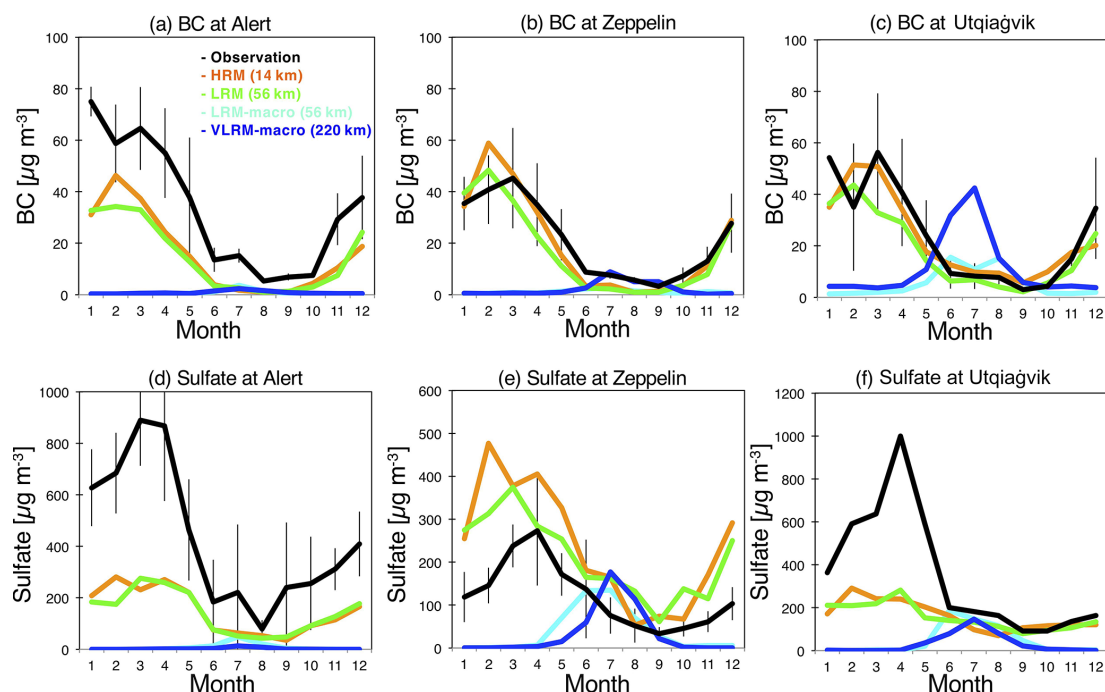 (a) BC at Alert
(b) BC at Zeppelin
(c) BC at Utqiaġvik
BC [µg m⁻³]
100
80
60
40
20
0
- Observation
- HRM (14 km)
- LRM (56 km)
- LRM-macro (56 km)
- VLRM-macro (220 km)
1 2 3 4 5 6 7 8 9 10 11 12
Month
BC [µg m⁻³]
100
80
60
40
20
0
1 2 3 4 5 6 7 8 9 10 11 12
Month
BC [µg m⁻³]
100
80
60
40
20
0
1 2 3 4 5 6 7 8 9 10 11 12
Month
(d) Sulfate at Alert
(e) Sulfate at Zeppelin
(f) Sulfate at Utqiaġvik
Sulfate [µg m⁻³]
1000
800
600
400
200
0
1 2 3 4 5 6 7 8 9 10 11 12
Month
Sulfate [µg m⁻³]
600
500
400
300
200
100
0
1 2 3 4 5 6 7 8 9 10 11 12
Month
Sulfate [µg m⁻³]
1200
1000
800
600
400
200
0
1 2 3 4 5 6 7 8 9 10 11 12
Month